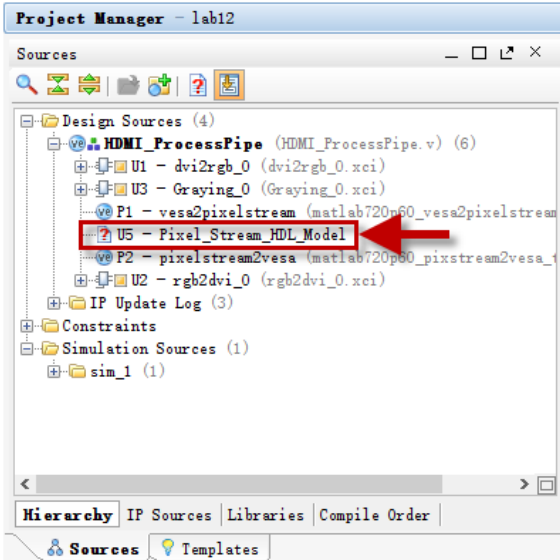 Project Manager - lab12
Sources
Design Sources (4)
HDMI_ProcessPipe (HDMI_ProcessPipe.v) (6)
U1 - dvi2rgb_0 (dvi2rgb_0.xci)
U3 - Graying_0 (Graying_0.xci)
P1 - vesa2pixelstream (matlab720p60_vesa2pixelstream
U5 - Pixel_Stream_HDL_Model
P2 - pixelstream2vesa (matlab720p60_pixstream2vesa_t
U2 - rgb2dvi_0 (rgb2dvi_0.xci)
IP Update Log (3)
Constraints
Simulation Sources (1)
sim_1 (1)
Hierarchy IP Sources Libraries Compile Order
Sources Templates